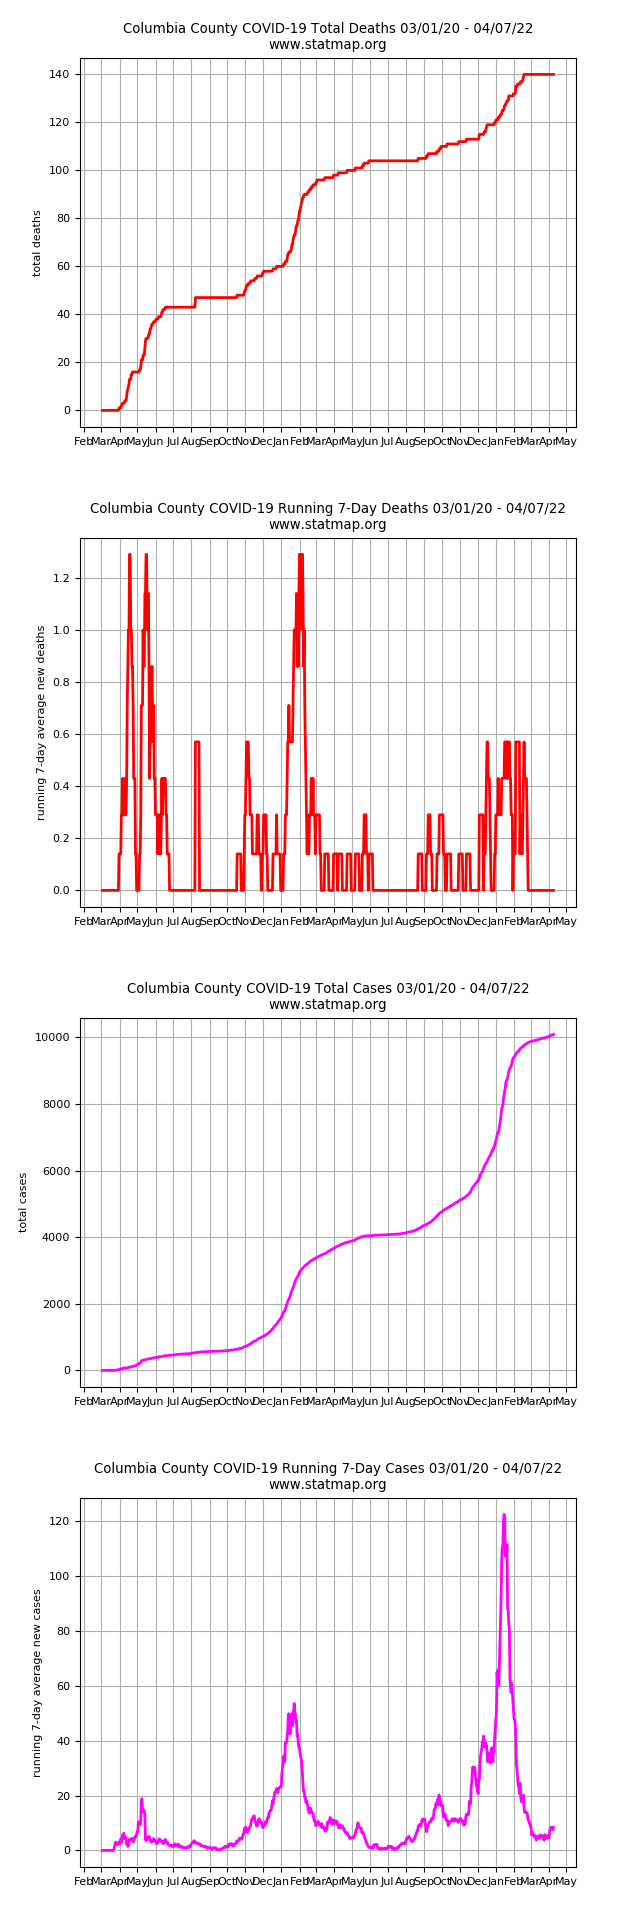 Columbia County COVID-19 Total Deaths 03/01/20 - 04/07/22
www.statmap.org
140
120
100
80
60
40
20
0
total deaths
Feb Mar Apr May Jun Jul Aug Sep Oct Nov Dec Jan Feb Mar Apr May Jun Jul Aug Sep Oct Nov Dec Jan Feb Mar Apr May
Columbia County COVID-19 Running 7-Day Deaths 03/01/20 - 04/07/22
www.statmap.org
1.2
1.0
0.8
0.6
0.4
0.2
0.0
running 7-day average new deaths
Feb Mar Apr May Jun Jul Aug Sep Oct Nov Dec Jan Feb Mar Apr May Jun Jul Aug Sep Oct Nov Dec Jan Feb Mar Apr May
Columbia County COVID-19 Total Cases 03/01/20 - 04/07/22
www.statmap.org
10000
8000
6000
4000
2000
0
total cases
Feb Mar Apr May Jun Jul Aug Sep Oct Nov Dec Jan Feb Mar Apr May Jun Jul Aug Sep Oct Nov Dec Jan Feb Mar Apr May
Columbia County COVID-19 Running 7-Day Cases 03/01/20 - 04/07/22
www.statmap.org
120
100
80
60
40
20
0
running 7-day average new cases
Feb Mar Apr May Jun Jul Aug Sep Oct Nov Dec Jan Feb Mar Apr May Jun Jul Aug Sep Oct Nov Dec Jan Feb Mar Apr May